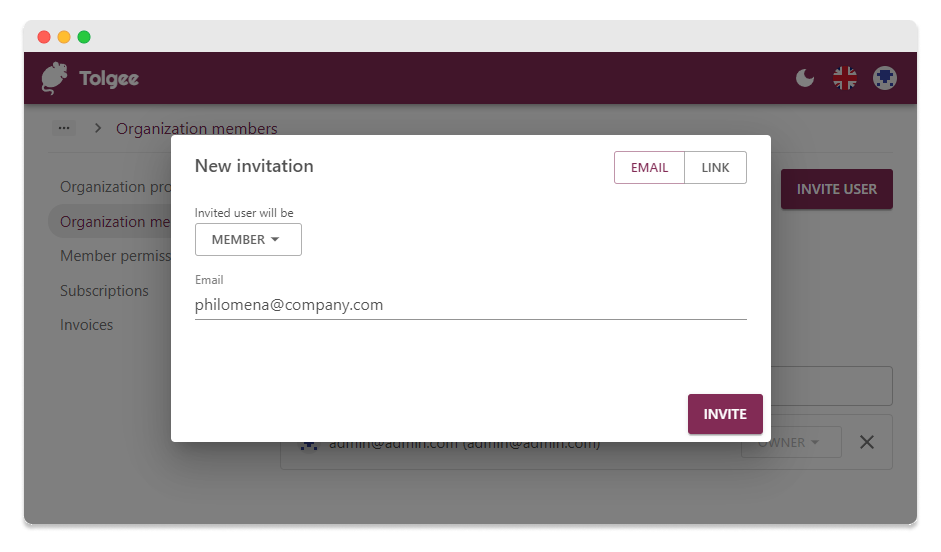 Tolgee
Organization members
New invitation
EMAIL
LINK
Organization pro
INVITE USER
Invited user will be
Organization me
MEMBER
Member permiss
Email
Subscriptions
philomena@company.com
Invoices
INVITE
admin@admin.com (admin@admin.com)
OWNER